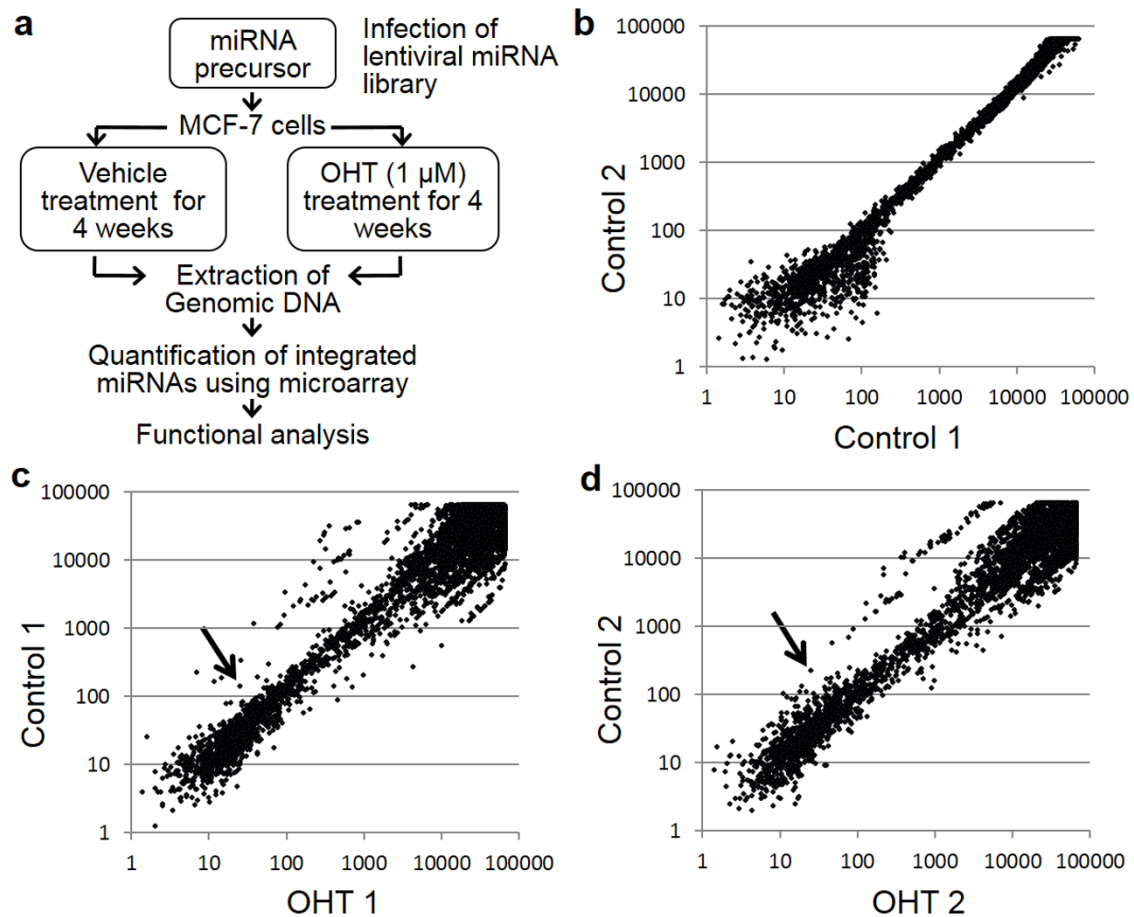 a
miRNA
precursor
Infection of
lentiviral miRNA
library
MCF-7 cells
Vehicle
treatment for
4 weeks
OHT (1 µM)
treatment for 4
weeks
Extraction of
Genomic DNA
Quantification of integrated
miRNAs using microarray
Functional analysis
b
10000
1000
100
10
1
Control 2
1 10 100 1000 10000 100000
Control 1
c
100000
10000
1000
100
10
1
Control 1
1 10 100 1000 10000 100000
OHT 1
d
100000
10000
1000
100
10
1
Control 2
1 10 100 1000 10000 100000
OHT 2